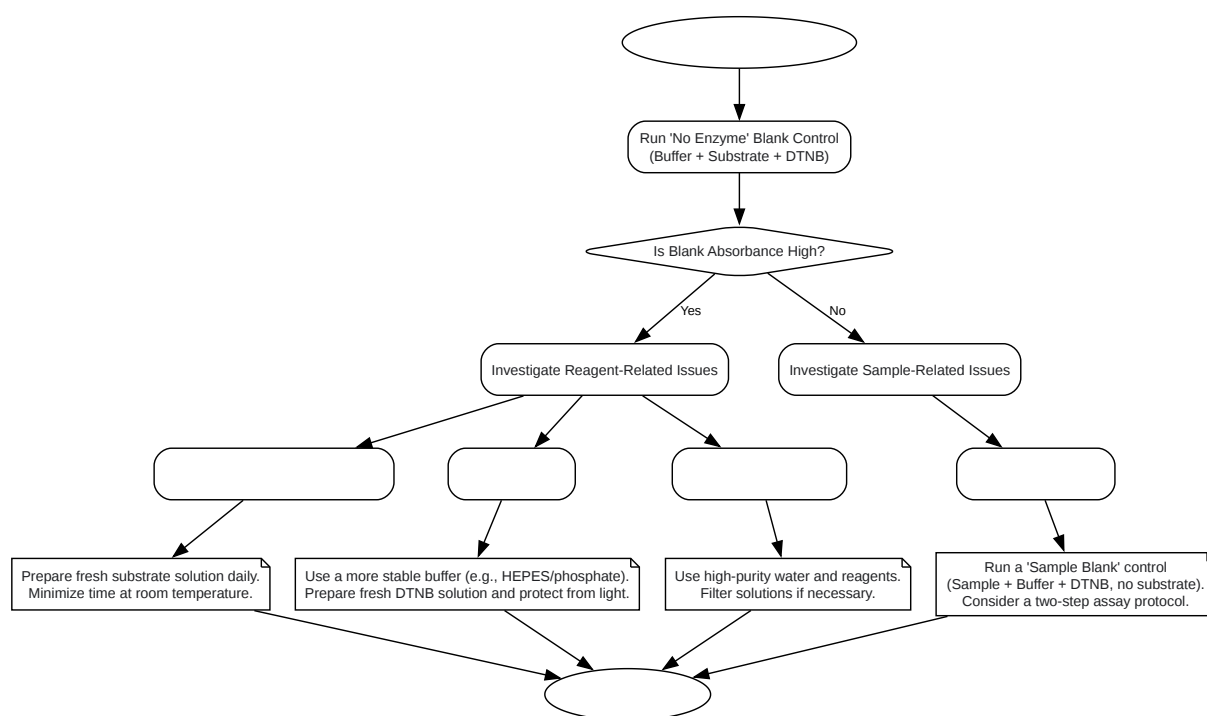 Run 'No Enzyme' Blank Control
(Buffer + Substrate + DTNB)
Is Blank Absorbance High?
Yes
No
Investigate Reagent-Related Issues
Investigate Sample-Related Issues
Prepare fresh substrate solution daily.
Minimize time at room temperature.
Use a more stable buffer (e.g., HEPES/phosphate).
Prepare fresh DTNB solution and protect from light.
Use high-purity water and reagents.
Filter solutions if necessary.
Run a 'Sample Blank' control
(Sample + Buffer + DTNB, no substrate).
Consider a two-step assay protocol.